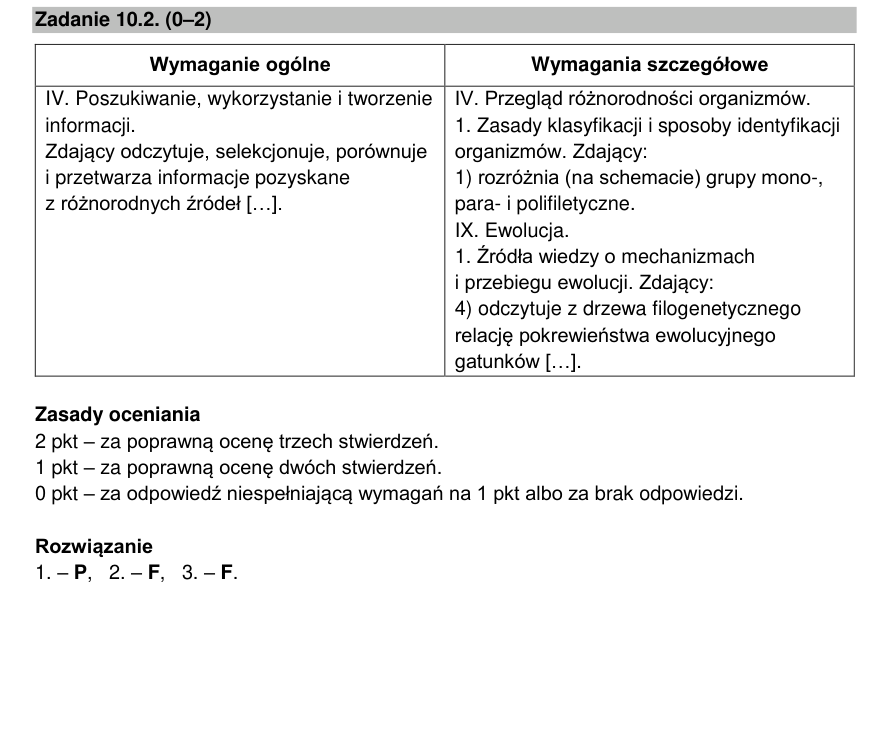 Zadanie 10.2. (0–2)
Wymaganie ogólne
Wymagania szczegółowe
IV. Poszukiwanie, wykorzystanie i tworzenie
informacji.
Zdający odczytuje, selekcjonuje, porównuje
i przetwarza informacje pozyskane
z różnorodnych źródeł […].
IV. Przegląd różnorodności organizmów.
1. Zasady klasyfikacji i sposoby identyfikacji
organizmów. Zdający:
1) rozróżnia (na schemacie) grupy mono-,
para- i polifiletyczne.
IX. Ewolucja.
1. Źródła wiedzy o mechanizmach
i przebiegu ewolucji. Zdający:
4) odczytuje z drzewa filogenetycznego
relację pokrewieństwa ewolucyjnego
gatunków […].
Zasady oceniania
2 pkt – za poprawną ocenę trzech stwierdzeń.
1 pkt – za poprawną ocenę dwóch stwierdzeń.
0 pkt – za odpowiedź niespełniającą wymagań na 1 pkt albo za brak odpowiedzi.
Rozwiązanie
1. – P, 2. – F, 3. – F.